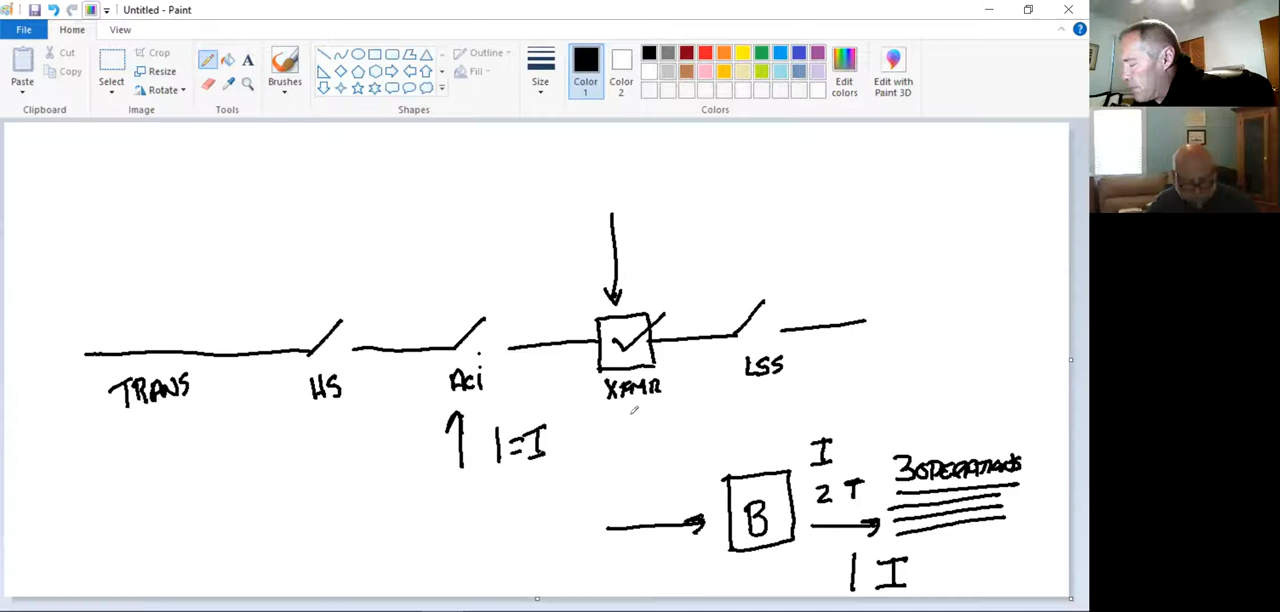 Untitled - Paint
File Home View
Paste
Cut
Copy
Clipboard
Select
Crop
Resize
Rotate
Image
A
Tools
Brushes
Shapes
Outline
Fill
Size
Color 1
Color 2
Colors
Edit colors
Edit with Paint 3D
TRANS
HS
ACi
XFMR
LSS
1=I
B
I
2 T
3 OPERATIONS
1 I